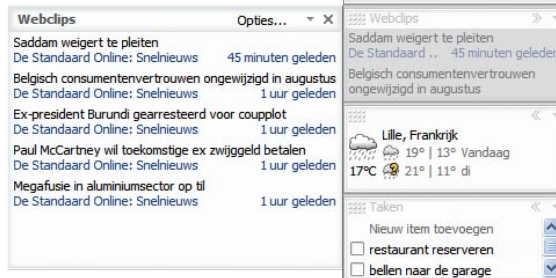 Webclips Opties...
Saddam weigert te pleiten
De Standaard Online: Snelnieuws 45 minuten geleden
Belgisch consumentenvertrouwen ongewijzigd in augustus
De Standaard Online: Snelnieuws 1 uur geleden
Ex-president Burundi gearresteerd voor coupplot
De Standaard Online: Snelnieuws 1 uur geleden
Paul McCartney wil toekomstige ex zwijggeld betalen
De Standaard Online: Snelnieuws 1 uur geleden
Megafusie in aluminiumsector op til
De Standaard Online: Snelnieuws 1 uur geleden
Webclips
Saddam weigert te pleiten
De Standaard .. 45 minuten geleden
Belgisch consumentenvertrouwen
ongewijzigd in augustus
Lille, Frankrijk
19° | 13° Vandaag
17°C 21° | 11° di
Taken
Nieuw item toevoegen
restaurant reserveren
bellen naar de garage